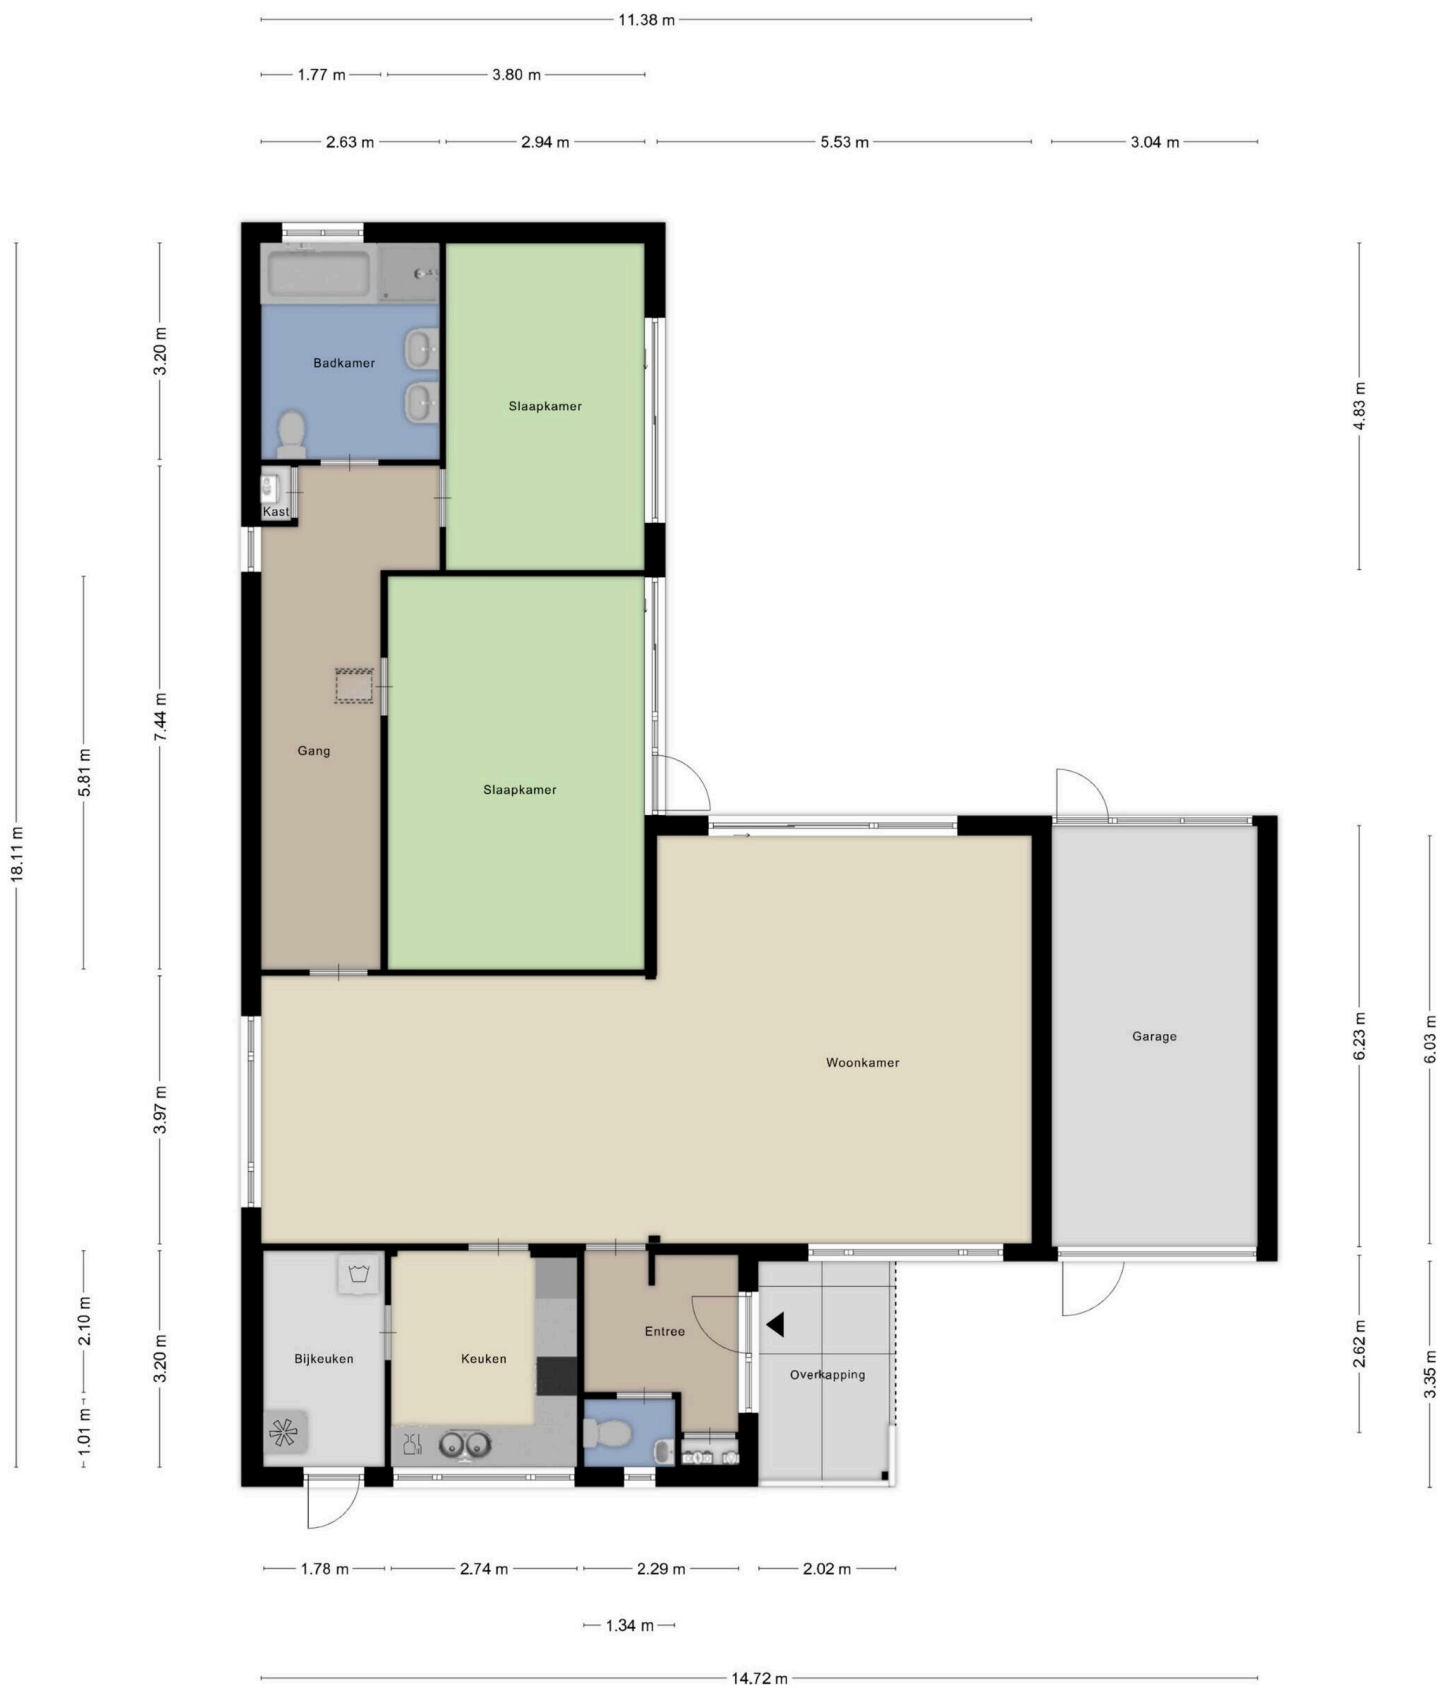 11.38 m
1.77 m
3.80 m
2.63 m
2.94 m
5.53 m
3.04 m
18.11 m
3.20 m
4.83 m
Badkamer
Slaapkamer
Kast
7.44 m
5.81 m
Gang
Slaapkamer
6.23 m
6.03 m
Garage
Woonkamer
3.97 m
2.10 m
1.01 m
3.20 m
Bijkeuken
Keuken
Entree
Overkapping
2.62 m
3.35 m
1.78 m
2.74 m
2.29 m
2.02 m
1.34 m
14.72 m